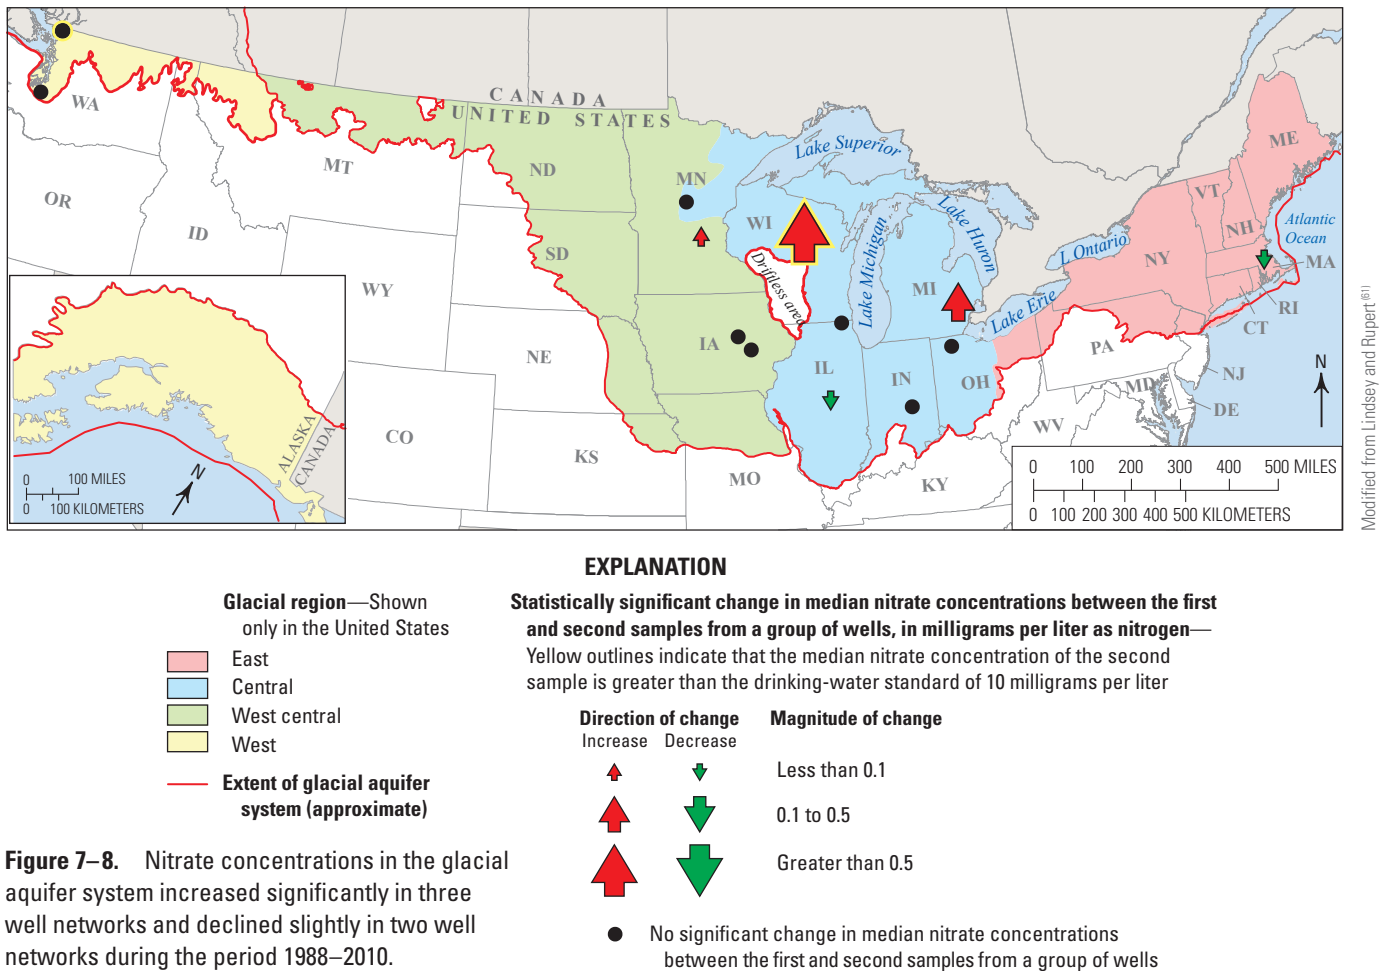 CANADA
UNITED STATES
WA
OR
ID
MT
WY
ND
SD
NE
CO
KS
MN
IA
MO
WI
IL
IN
MI
OH
KY
WV
PA
NY
VT
NH
ME
MA
RI
CT
NJ
DE
MD
Lake Superior
Lake Michigan
Lake Huron
Lake Erie
L Ontario
Atlantic
Ocean
Driftless area
ALASKA
CANADA
0 100 MILES
0 100 KILOMETERS
N
N
0 100 200 300 400 500 MILES
0 100 200 300 400 500 KILOMETERS
Modified from Lindsey and Rupert(61)
EXPLANATION
Glacial region—Shown
only in the United States
East
Central
West central
West
Extent of glacial aquifer
system (approximate)
Statistically significant change in median nitrate concentrations between the first
and second samples from a group of wells, in milligrams per liter as nitrogen—
Yellow outlines indicate that the median nitrate concentration of the second
sample is greater than the drinking-water standard of 10 milligrams per liter
Direction of change Magnitude of change
Increase Decrease
Less than 0.1
0.1 to 0.5
Greater than 0.5
No significant change in median nitrate concentrations
between the first and second samples from a group of wells
Figure 7–8. Nitrate concentrations in the glacial
aquifer system increased significantly in three
well networks and declined slightly in two well
networks during the period 1988–2010.